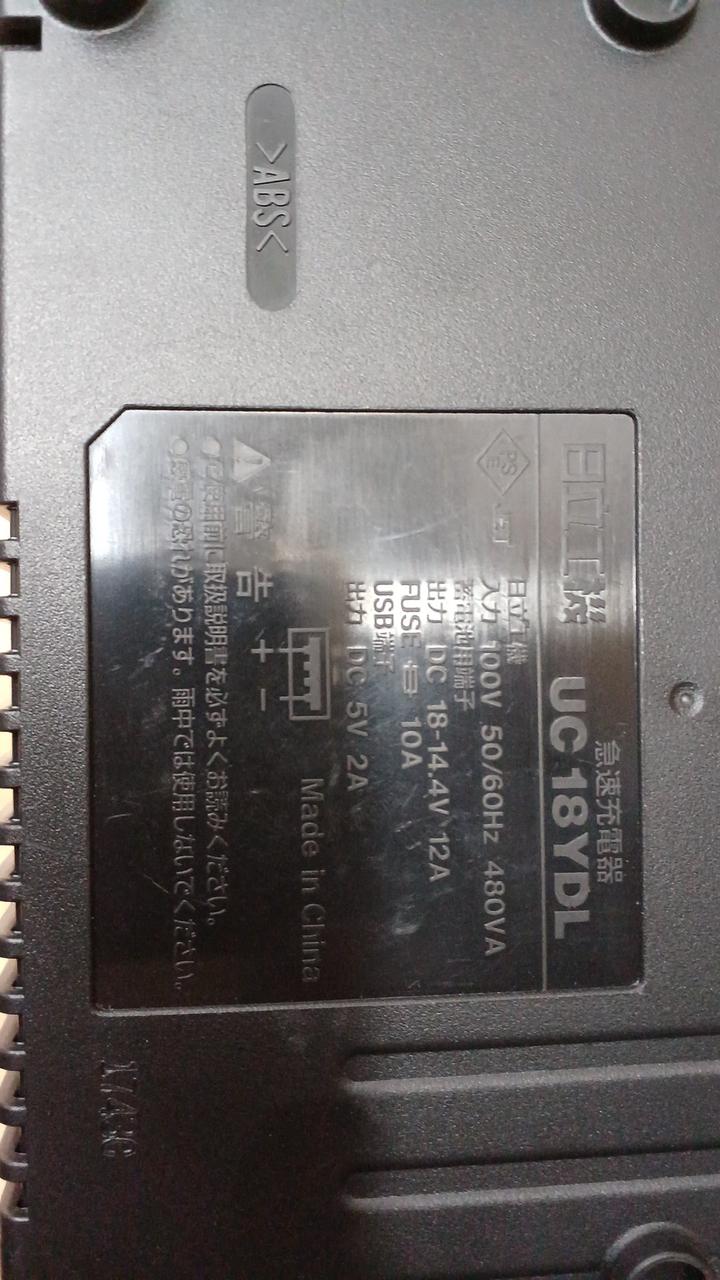 >ABS<
急速充電器
日立工機 UC 18YDL
PS
E
日立工機
入力 100V 50/60Hz 480VA
蓄電池用端子
出力 DC 18-14.4V 12A
FUSE 10A
USB端子
出力 DC 5V 2A
Made in China
+ −
⚠警告
●ご使用前に取扱説明書を必ずよくお読みください。
●感電の恐れがあります。雨中では使用しないでください。